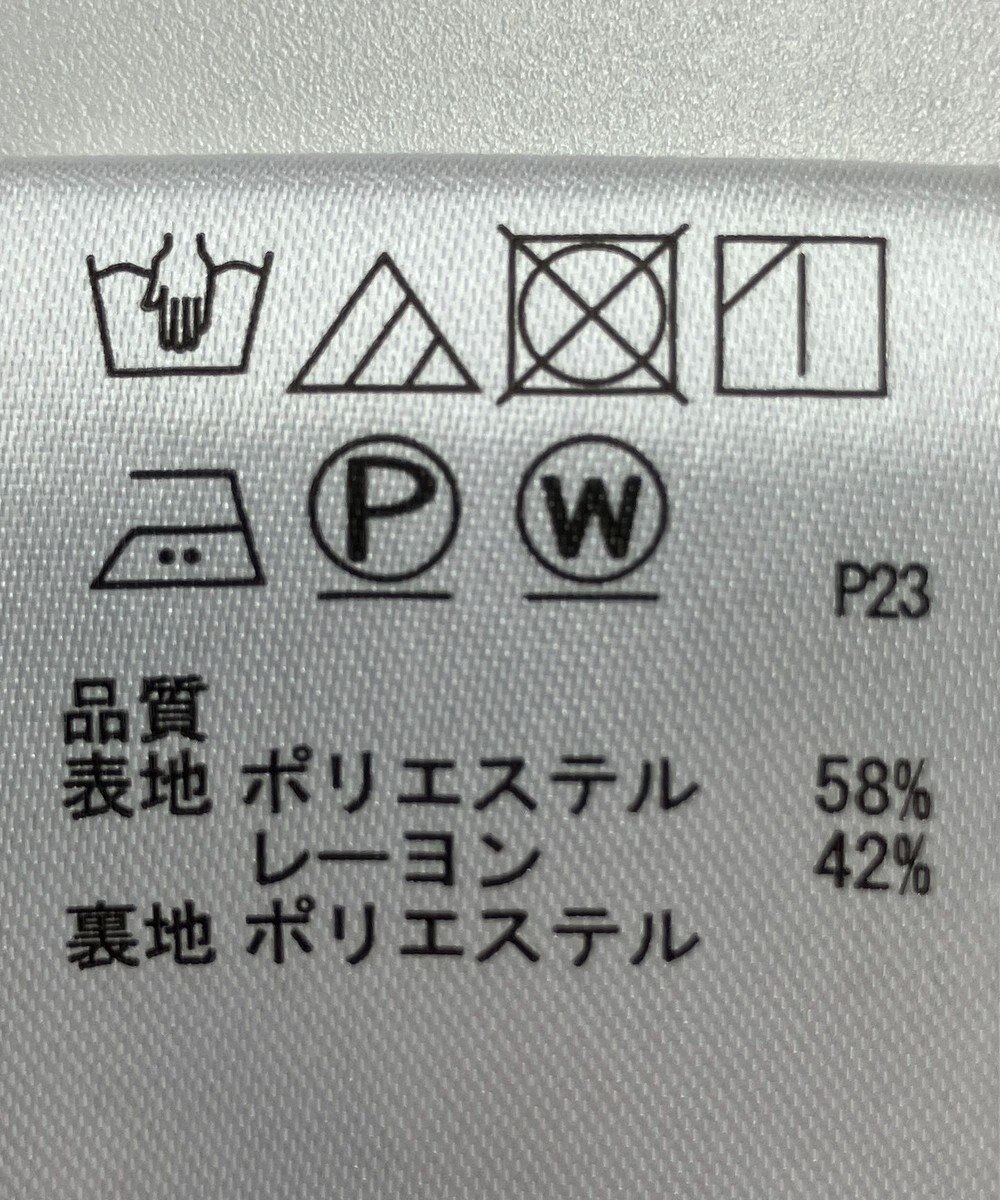 P W
P23
品質
表地 ポリエステル 58%
レーヨン 42%
裏地 ポリエステル